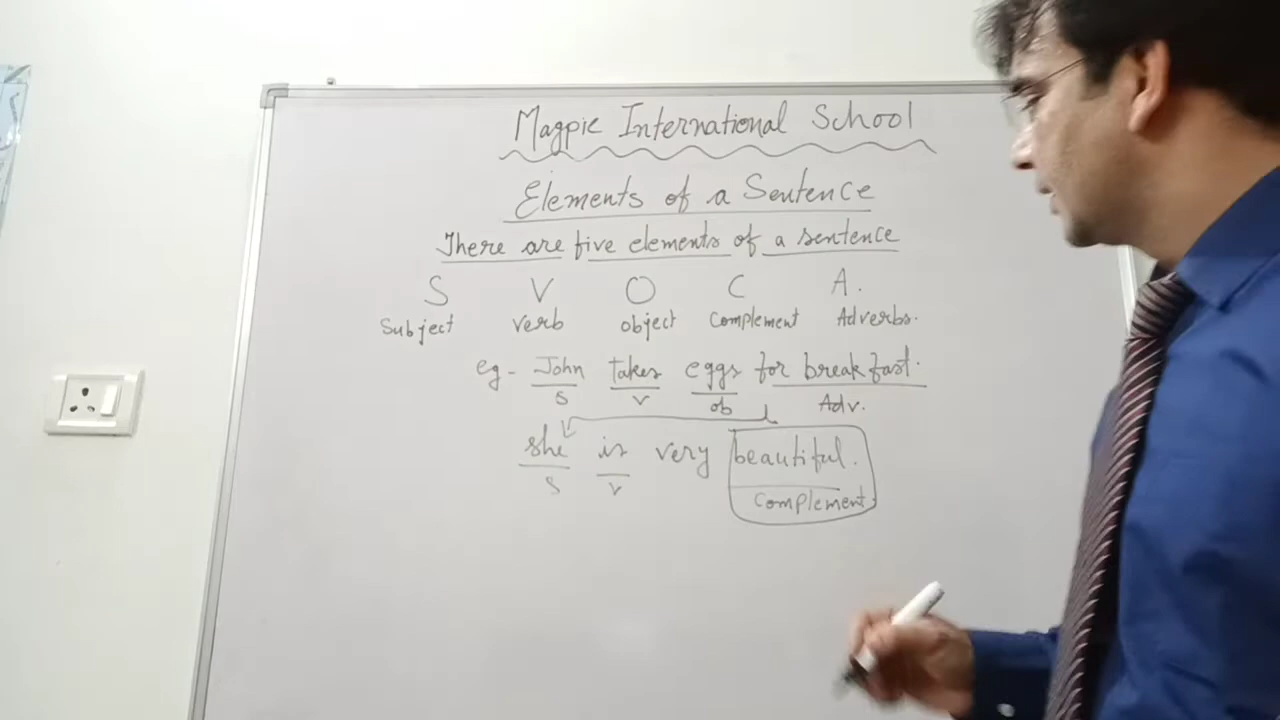 Magpie International School
Elements of a Sentence
There are five elements of a sentence
S V O C A.
Subject verb object Complement Adverbs.
eg- John takes eggs for breakfast.
S v ob Adv.
she is very beautiful.
S v Complement